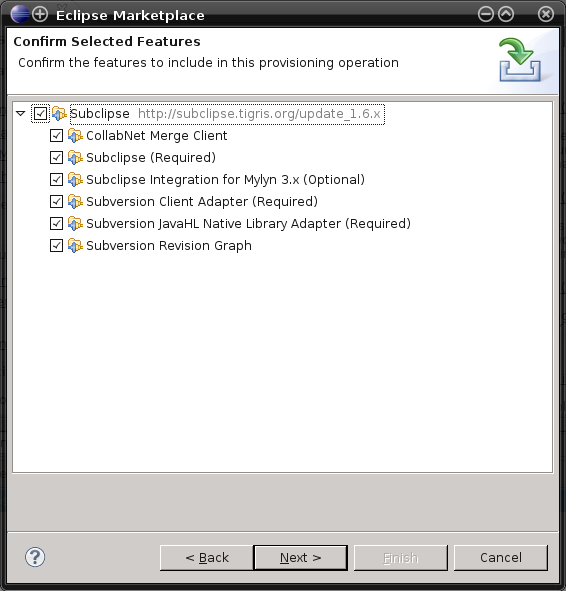 Eclipse Marketplace
Confirm Selected Features
Confirm the features to include in this provisioning operation
Subclipse http://subclipse.tigris.org/update_1.6.x
CollabNet Merge Client
Subclipse (Required)
Subclipse Integration for Mylyn 3.x (Optional)
Subversion Client Adapter (Required)
Subversion JavaHL Native Library Adapter (Required)
Subversion Revision Graph
? < Back Next > Finish Cancel